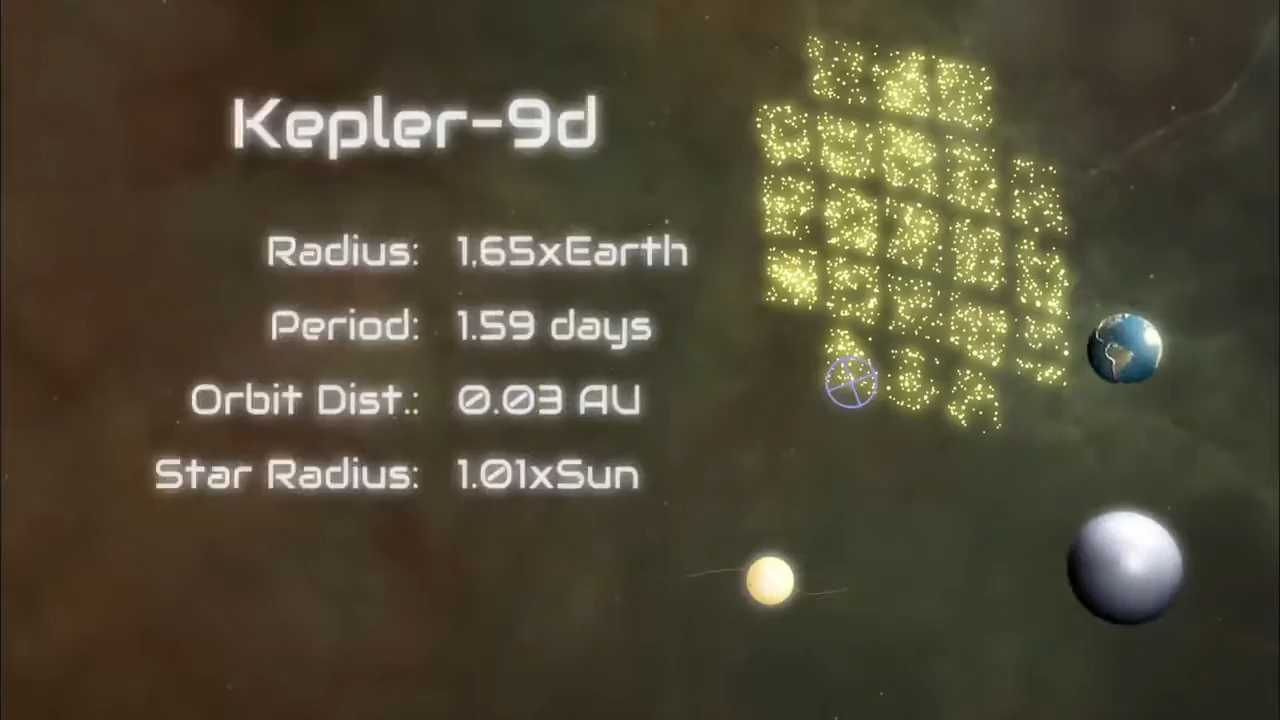 Kepler-9d
Radius: 1.65xEarth
Period: 1.59 days
Orbit Dist.: 0.03 AU
Star Radius: 1.01xSun